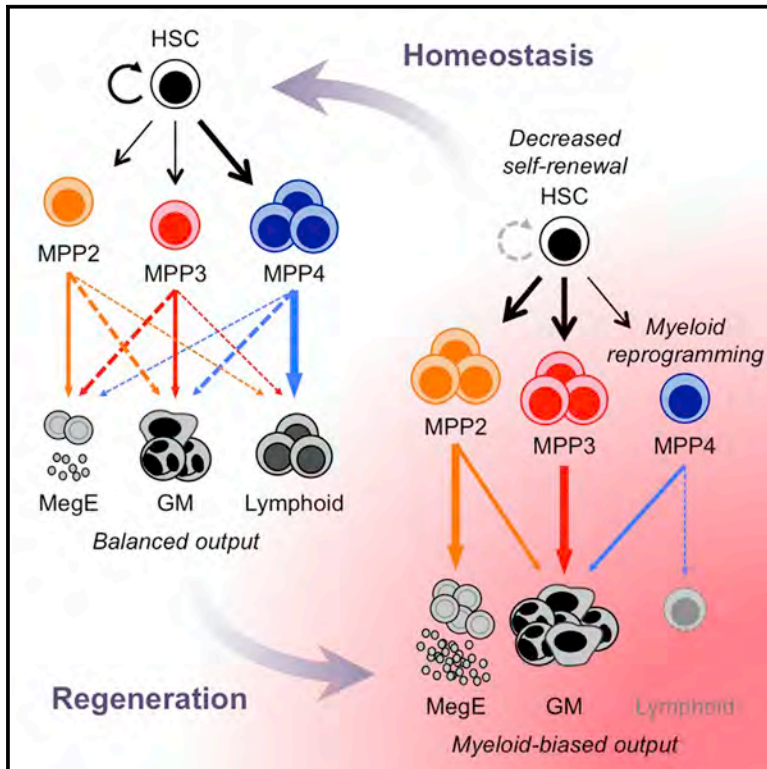 HSC
Homeostasis
MPP2
MPP3
MPP4
MegE
GM
Lymphoid
Balanced output
Decreased
self-renewal
HSC
Myeloid
reprogramming
MPP2
MPP3
MPP4
MegE
GM
Lymphoid
Myeloid-biased output
Regeneration